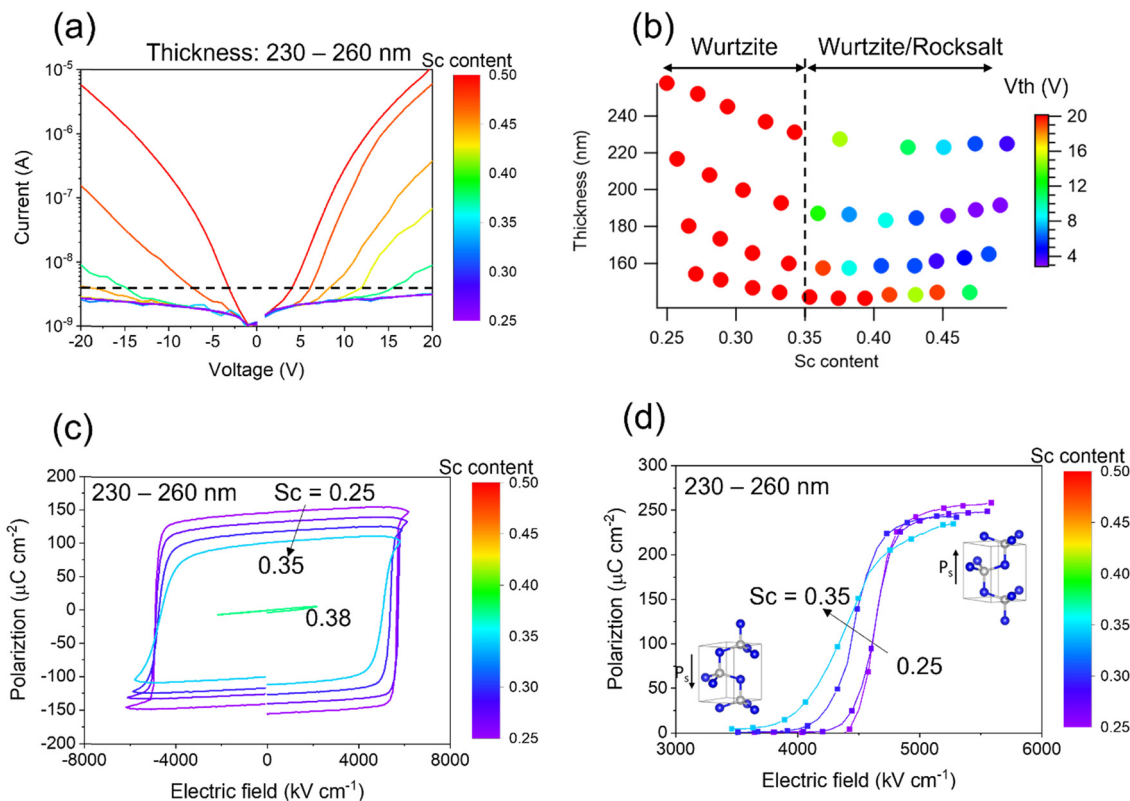 (a)
Thickness: 230 – 260 nm
Sc content
10-5
10-6
10-7
10-8
10-9
Current (A)
-20 -15 -10 -5 0 5 10 15 20
Voltage (V)
0.50
0.45
0.40
0.35
0.30
0.25
(b)
Wurtzite Wurtzite/Rocksalt
Vth (V)
240
220
200
180
160
Thickness (nm)
0.25 0.30 0.35 0.40 0.45
Sc content
20
16
12
8
4
(c)
Sc content
230 – 260 nm
Sc = 0.25
0.35
0.38
200
150
100
50
0
-50
-100
-150
-200
Polariztion (μC cm-2)
-8000 -4000 0 4000 8000
Electric field (kV cm-1)
0.50
0.45
0.40
0.35
0.30
0.25
(d)
Sc content
230 – 260 nm
Ps
Sc = 0.35
0.25
Ps
300
250
200
150
100
50
0
Polariztion (μC cm-2)
3000 4000 5000 6000
Electric field (kV cm-1)
0.50
0.45
0.40
0.35
0.30
0.25